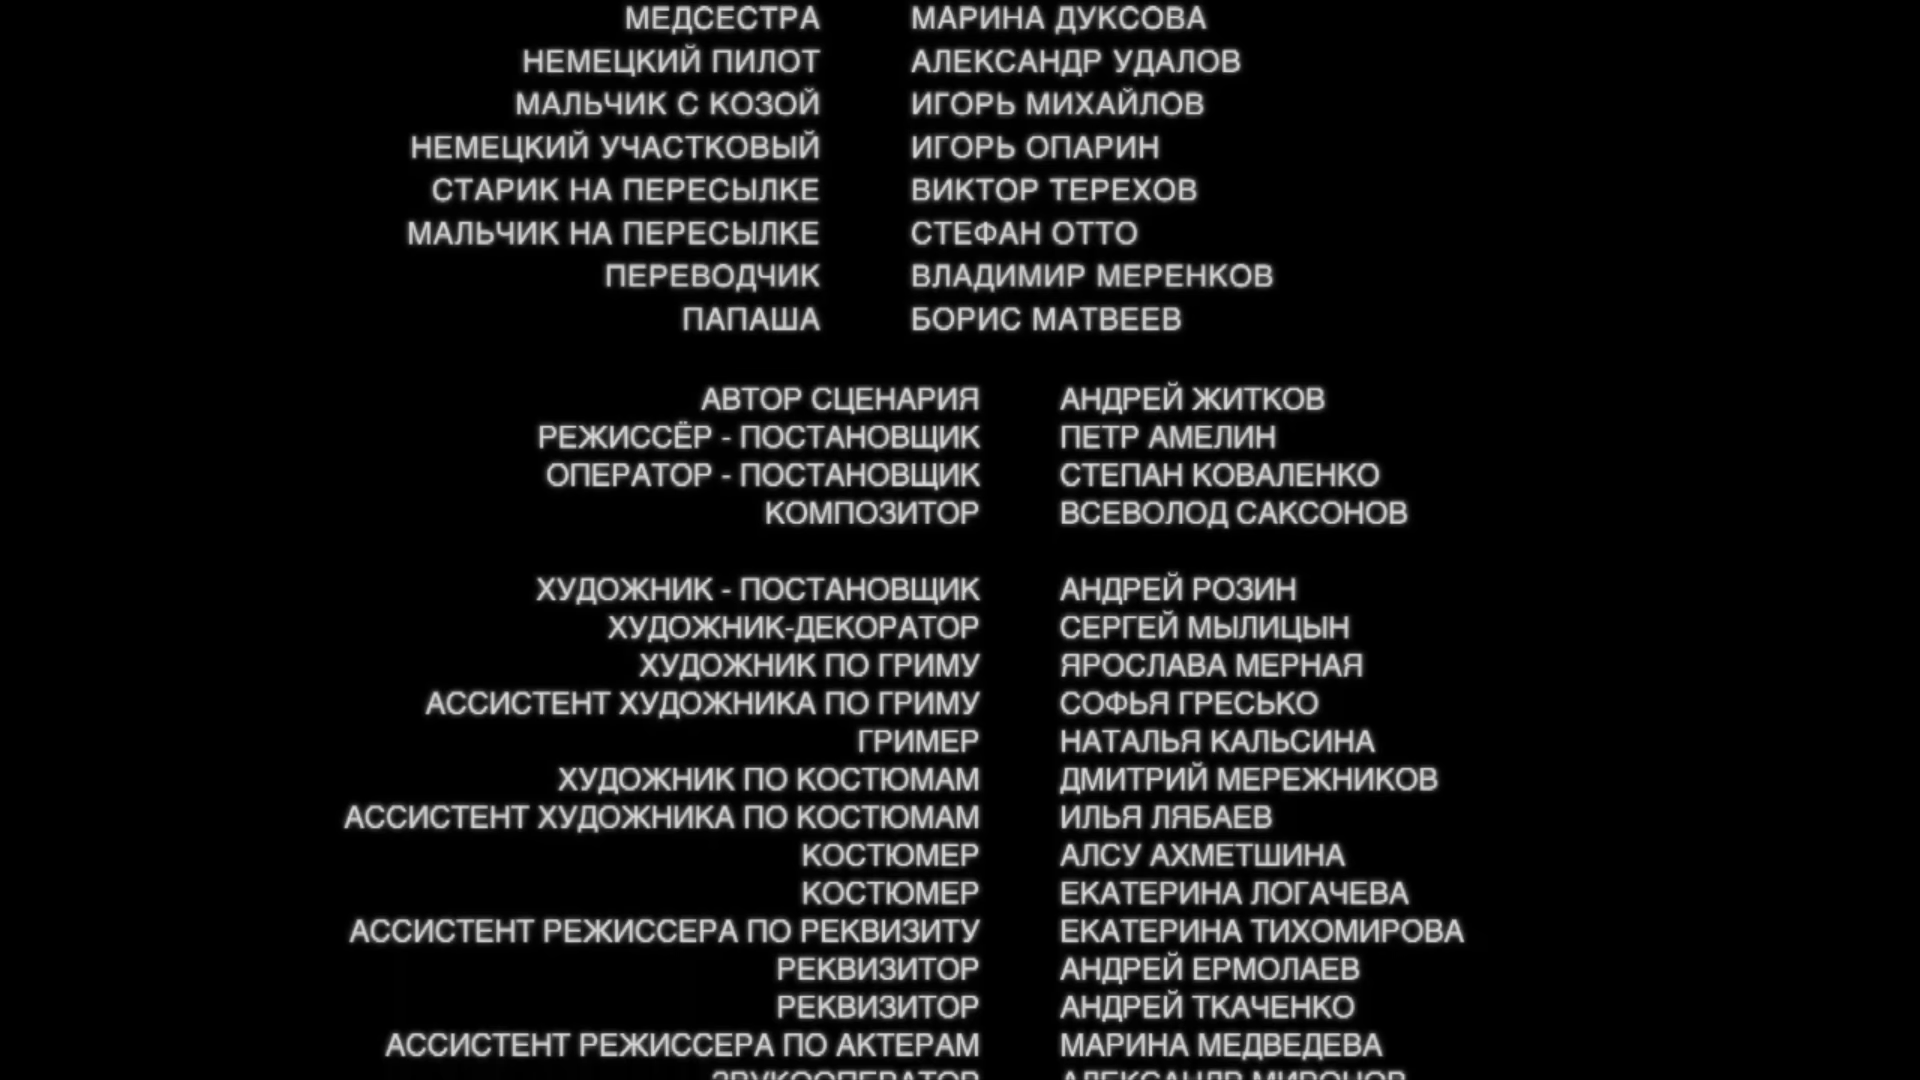 МЕДСЕСТРА МАРИНА ДУКСОВА
НЕМЕЦКИЙ ПИЛОТ АЛЕКСАНДР УДАЛОВ
МАЛЬЧИК С КОЗОЙ ИГОРЬ МИХАЙЛОВ
НЕМЕЦКИЙ УЧАСТКОВЫЙ ИГОРЬ ОПАРИН
СТАРИК НА ПЕРЕСЫЛКЕ ВИКТОР ТЕРЕХОВ
МАЛЬЧИК НА ПЕРЕСЫЛКЕ СТЕФАН ОТТО
ПЕРЕВОДЧИК ВЛАДИМИР МЕРЕНКОВ
ПАПАША БОРИС МАТВЕЕВ
АВТОР СЦЕНАРИЯ АНДРЕЙ ЖИТКОВ
РЕЖИССЁР - ПОСТАНОВЩИК ПЕТР АМЕЛИН
ОПЕРАТОР - ПОСТАНОВЩИК СТЕПАН КОВАЛЕНКО
КОМПОЗИТОР ВСЕВОЛОД САКСОНОВ
ХУДОЖНИК - ПОСТАНОВЩИК АНДРЕЙ РОЗИН
ХУДОЖНИК-ДЕКОРАТОР СЕРГЕЙ МЫЛИЦЫН
ХУДОЖНИК ПО ГРИМУ ЯРОСЛАВА МЕРНАЯ
АССИСТЕНТ ХУДОЖНИКА ПО ГРИМУ СОФЬЯ ГРЕСЬКО
ГРИМЕР НАТАЛЬЯ КАЛЬСИНА
ХУДОЖНИК ПО КОСТЮМАМ ДМИТРИЙ МЕРЕЖНИКОВ
АССИСТЕНТ ХУДОЖНИКА ПО КОСТЮМАМ ИЛЬЯ ЛЯБАЕВ
КОСТЮМЕР АЛСУ АХМЕТШИНА
КОСТЮМЕР ЕКАТЕРИНА ЛОГАЧЕВА
АССИСТЕНТ РЕЖИССЕРА ПО РЕКВИЗИТУ ЕКАТЕРИНА ТИХОМИРОВА
РЕКВИЗИТОР АНДРЕЙ ЕРМОЛАЕВ
РЕКВИЗИТОР АНДРЕЙ ТКАЧЕНКО
АССИСТЕНТ РЕЖИССЕРА ПО АКТЕРАМ МАРИНА МЕДВЕДЕВА
ЗВУКООПЕРАТОР АЛЕКСАНДР МИРОНОВ